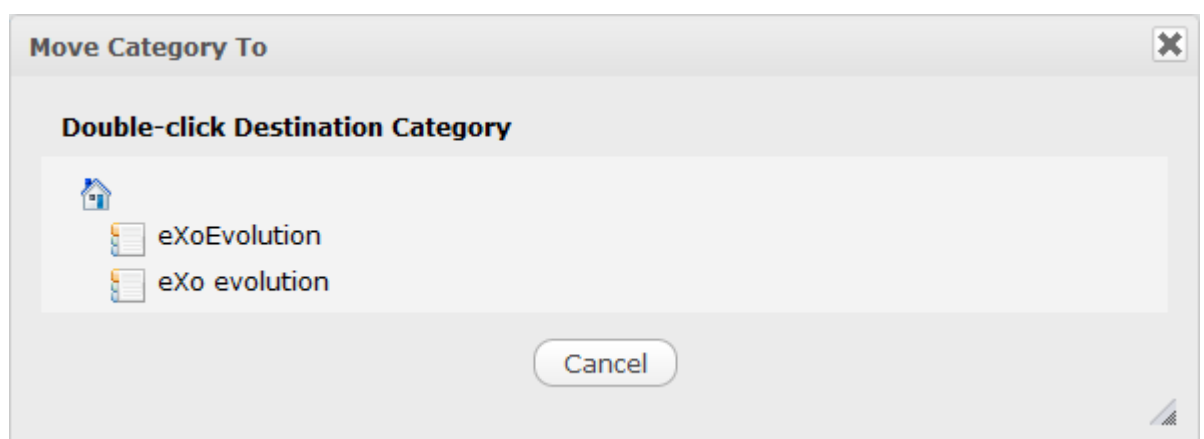 Move Category To
Double-click Destination Category
eXoEvolution
eXo evolution
Cancel